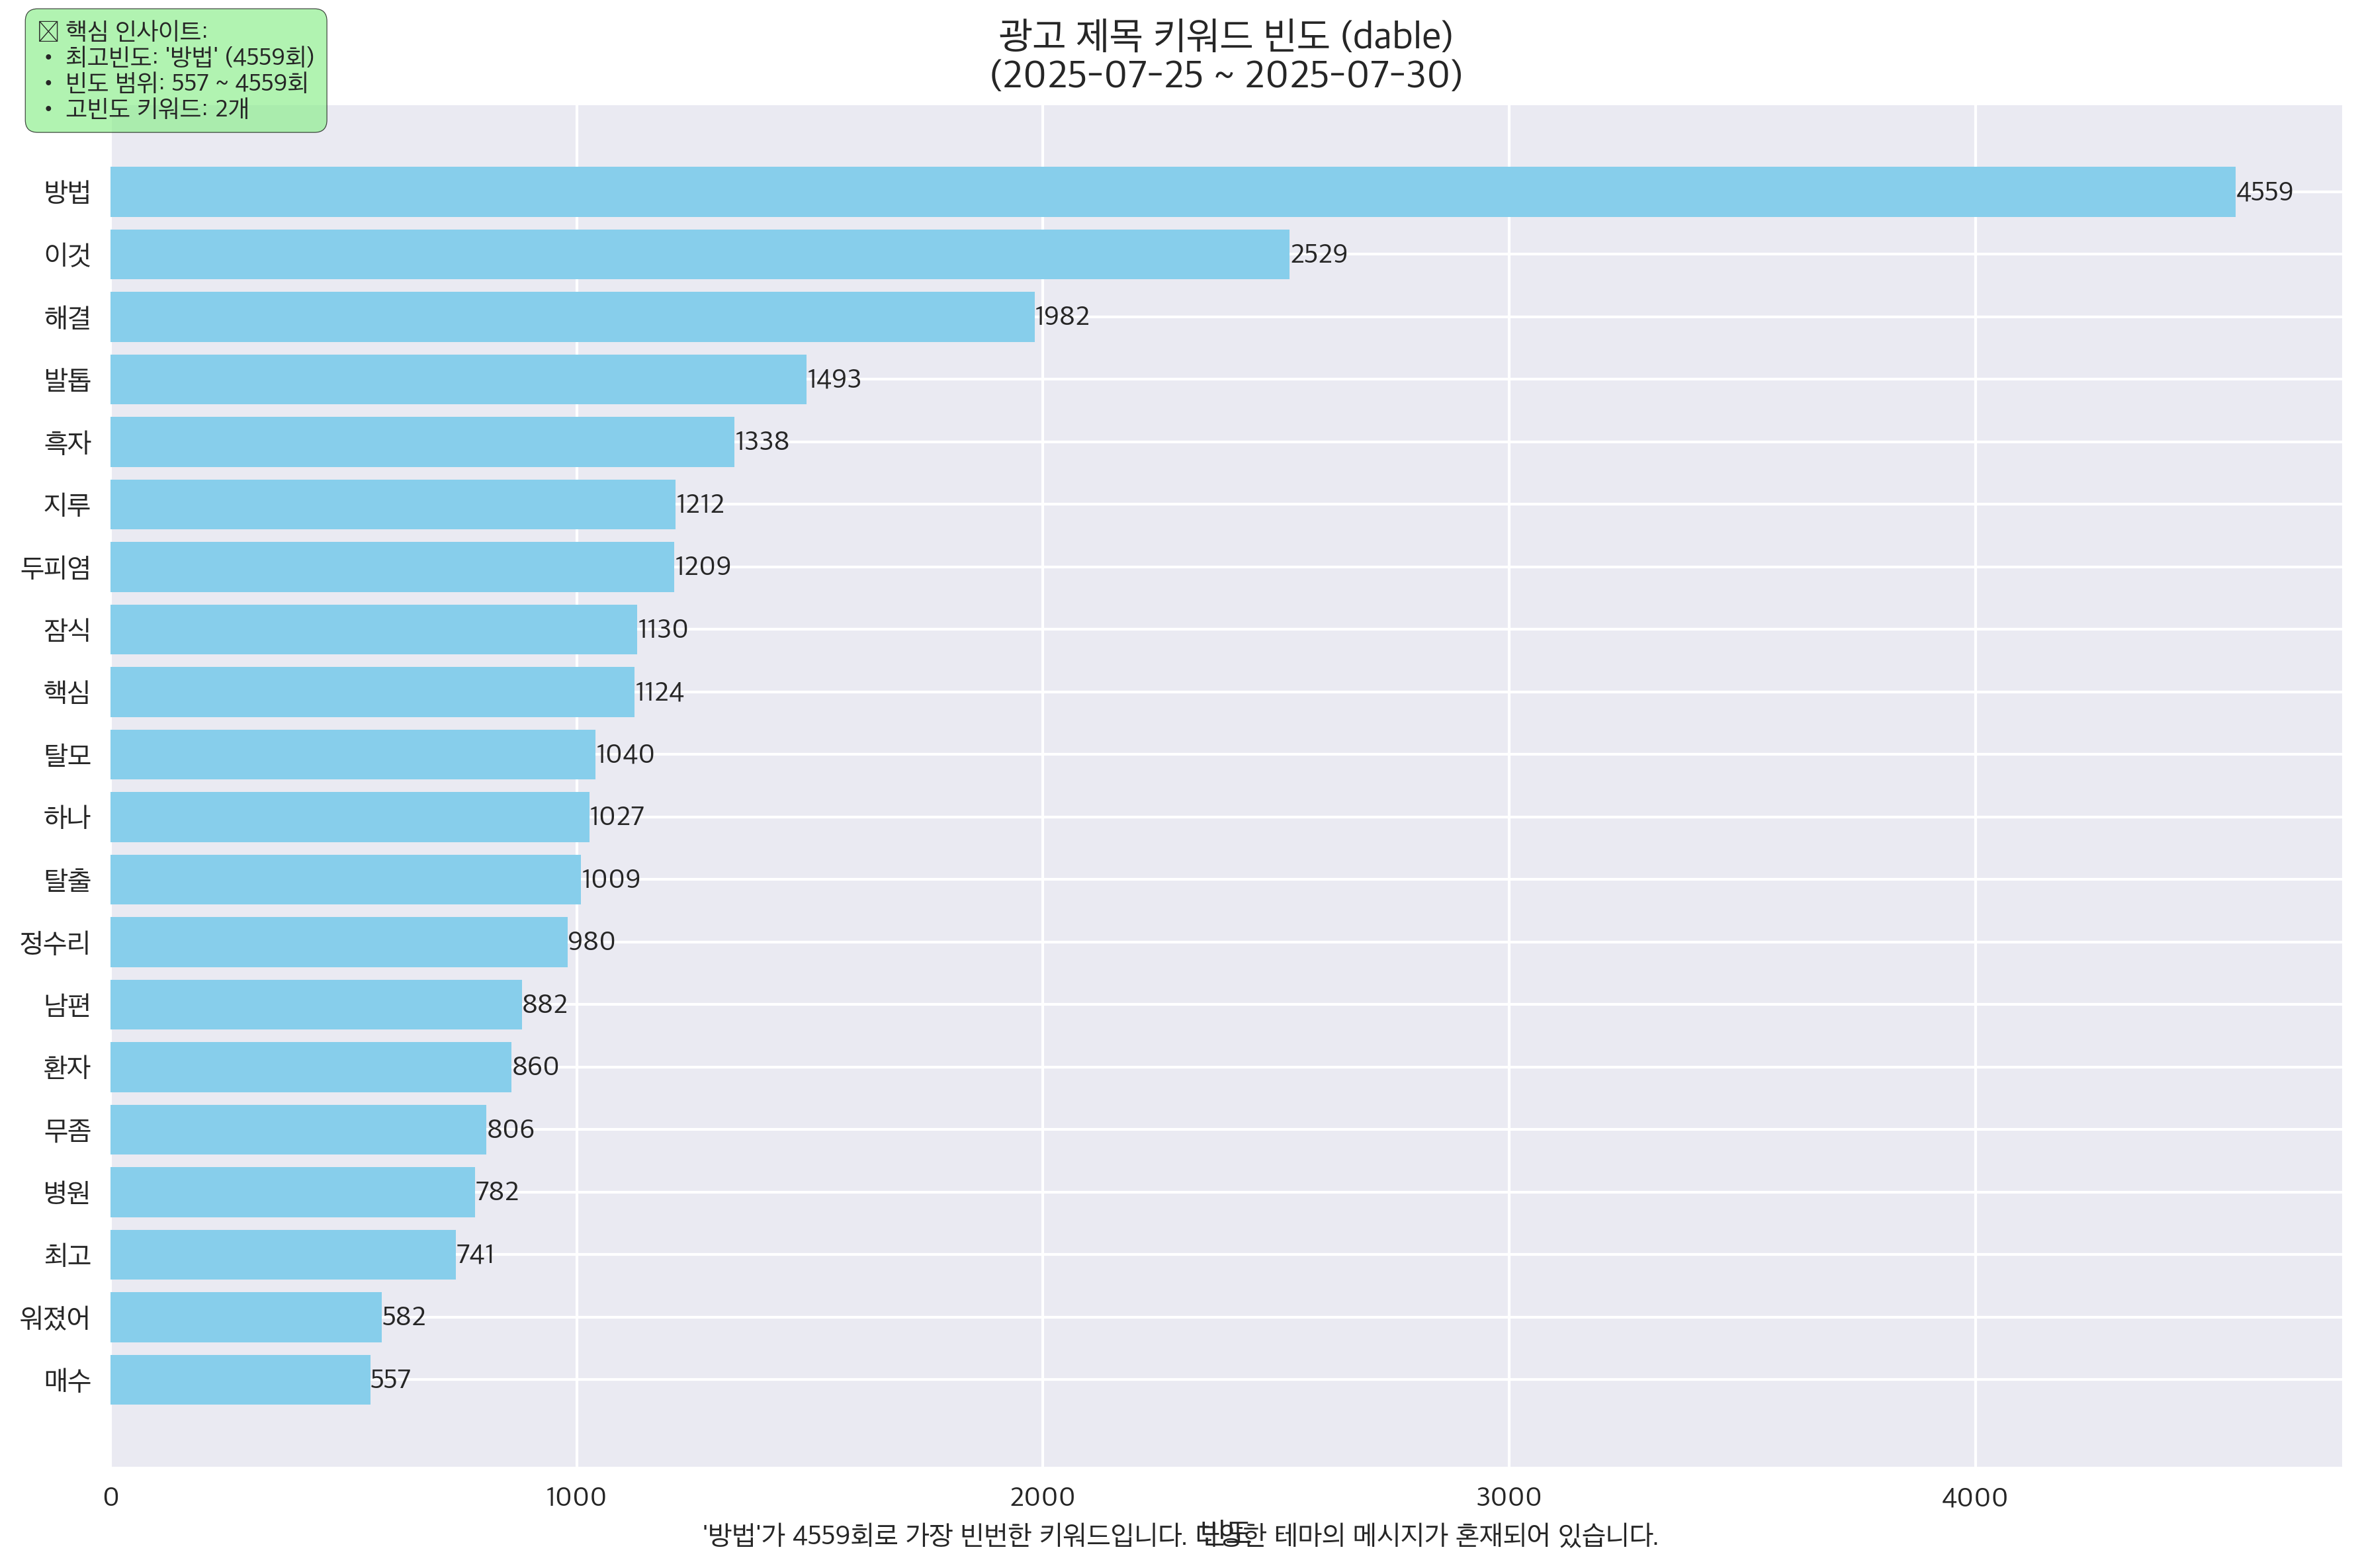 핵심 인사이트:
• 최고빈도: '방법' (4559회)
• 빈도 범위: 557 ~ 4559회
• 고빈도 키워드: 2개
광고 제목 키워드 빈도 (dable)
(2025-07-25 ~ 2025-07-30)
방법 4559
이것 2529
해결 1982
발톱 1493
흑자 1338
지루 1212
두피염 1209
잠식 1130
핵심 1124
탈모 1040
하나 1027
탈출 1009
정수리 980
남편 882
환자 860
무좀 806
병원 782
최고 741
워졌어 582
매수 557
0 1000 2000 3000 4000
빈도
'방법'가 4559회로 가장 빈번한 키워드입니다. 다양한 테마의 메시지가 혼재되어 있습니다.